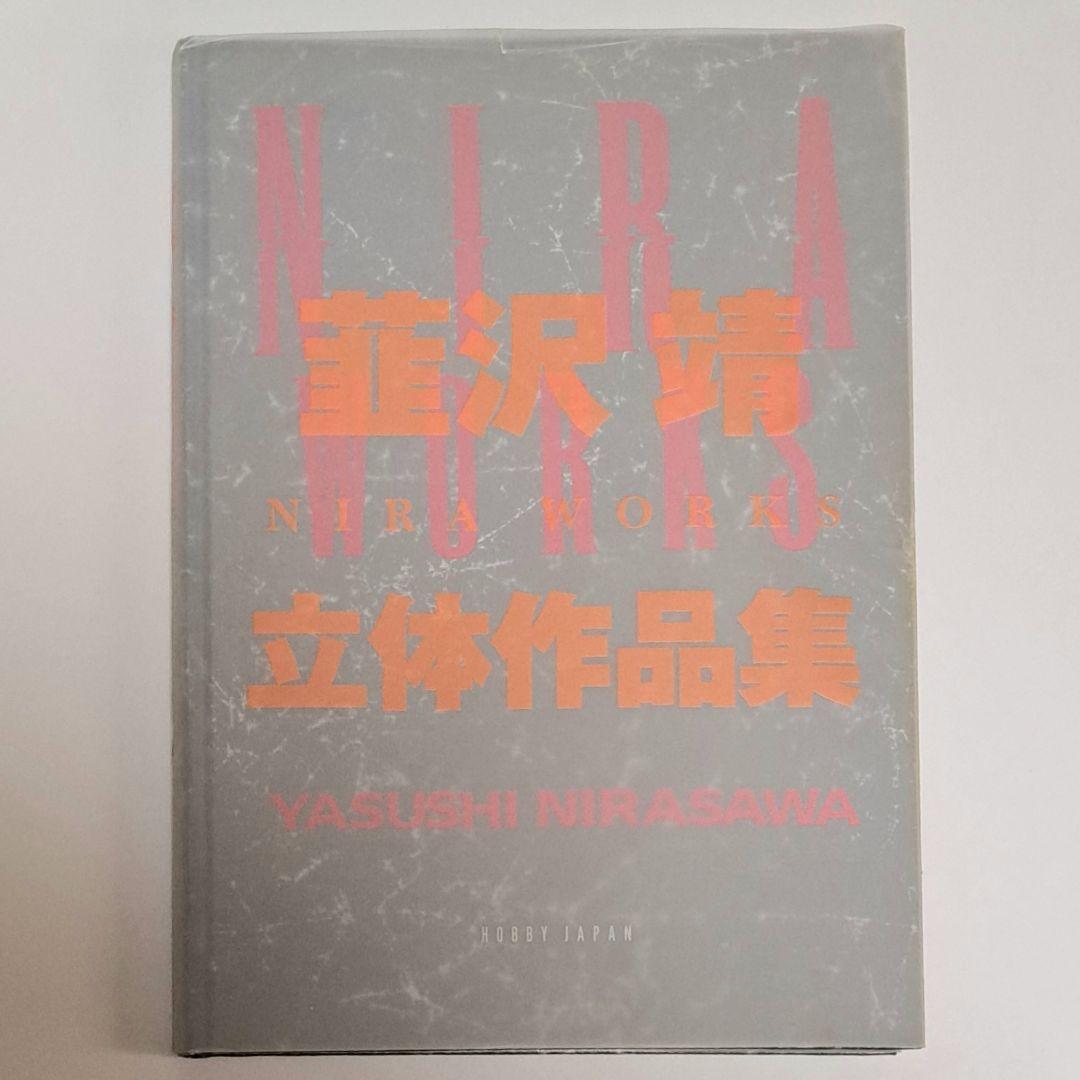 NIRA
韮沢 靖
WORKS
NIRA WORKS
立体作品集
YASUSHI NIRASAWA
HOBBY JAPAN